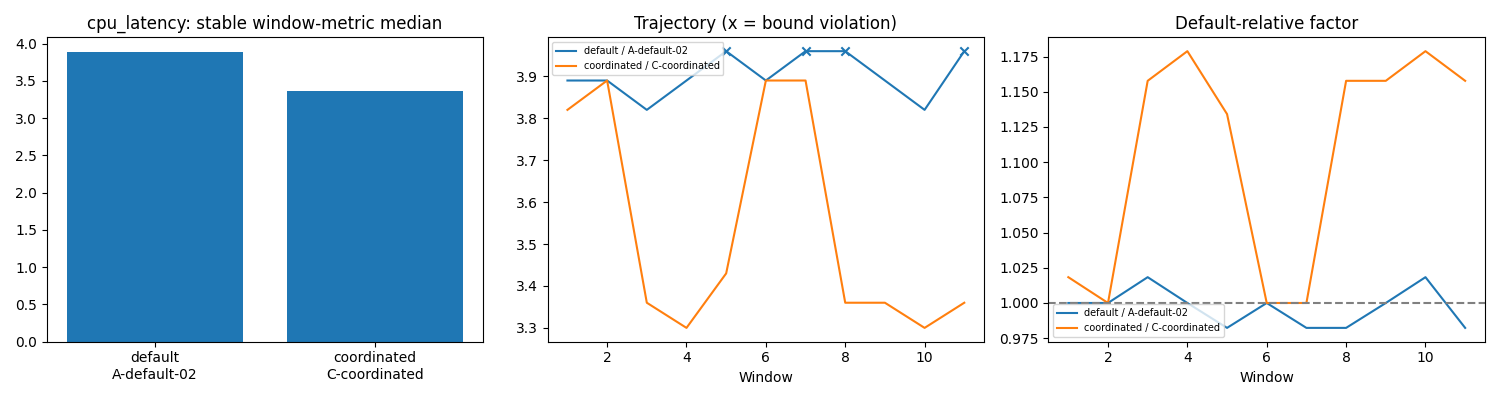 cpu_latency: stable window-metric median
4.0
3.5
3.0
2.5
2.0
1.5
1.0
0.5
0.0
default
A-default-02
coordinated
C-coordinated
Trajectory (x = bound violation)
default / A-default-02
coordinated / C-coordinated
3.9
3.8
3.7
3.6
3.5
3.4
3.3
2 4 6 8 10
Window
Default-relative factor
1.175
1.150
1.125
1.100
1.075
1.050
1.025
1.000
0.975
default / A-default-02
coordinated / C-coordinated
2 4 6 8 10
Window